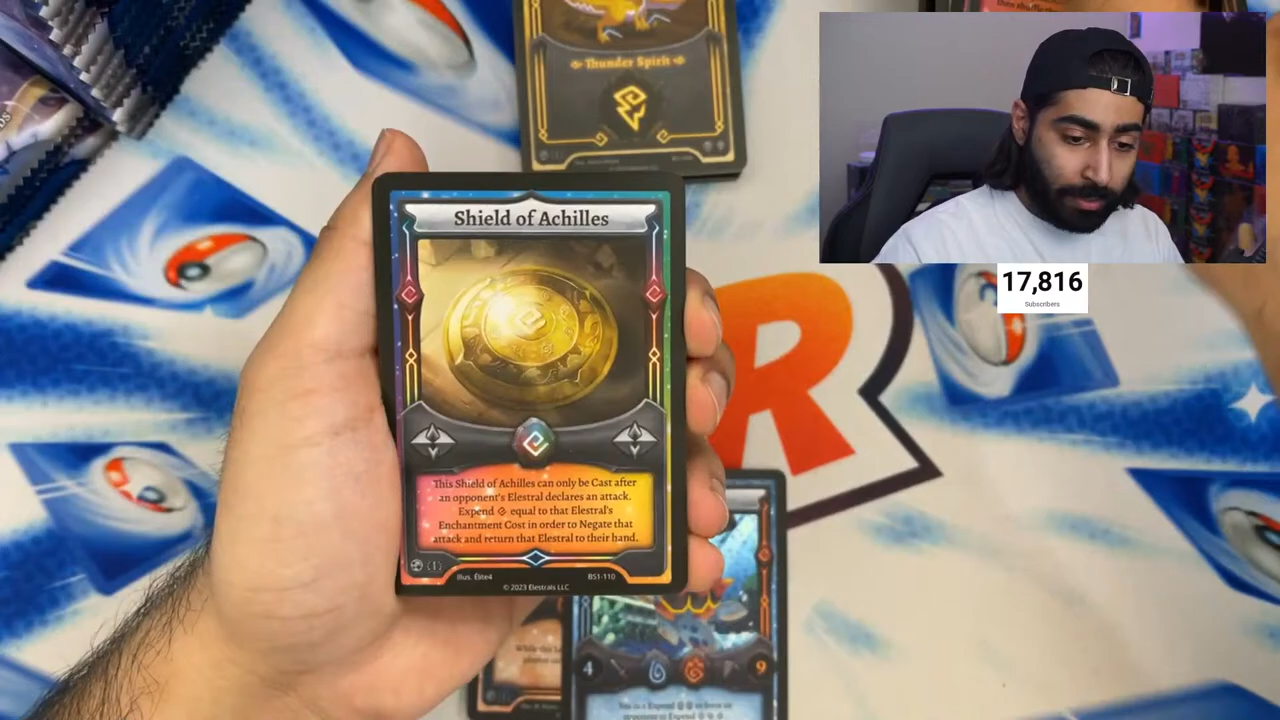 Thunder Spirit
Shield of Achilles
17,816
Subscribers
R
This Shield of Achilles can only be Cast after
an opponent's Elestral declares an attack.
Expend equal to that Elestral's
Enchantment Cost in order to Negate that
attack and return that Elestral to their hand.
(1)
Illus. Élite4
BS1-110
© 2023 Elestrals LLC
4
9